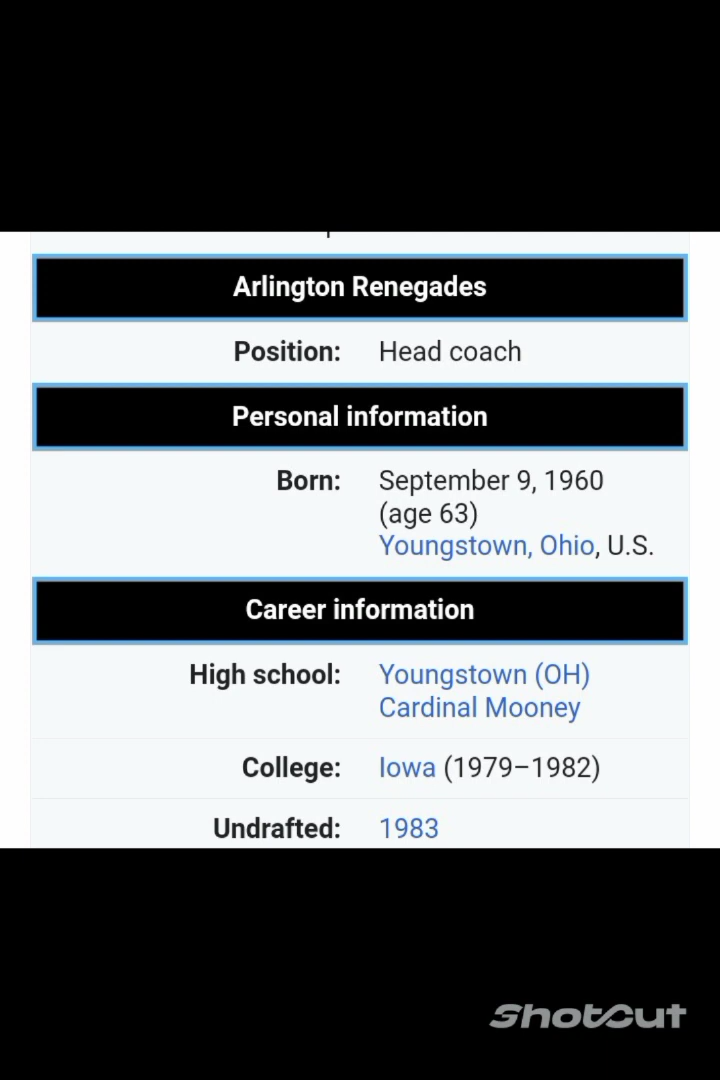 Arlington Renegades
Position: Head coach
Personal information
Born: September 9, 1960
(age 63)
Youngstown, Ohio, U.S.
Career information
High school: Youngstown (OH)
Cardinal Mooney
College: Iowa (1979–1982)
Undrafted: 1983
Shotcut